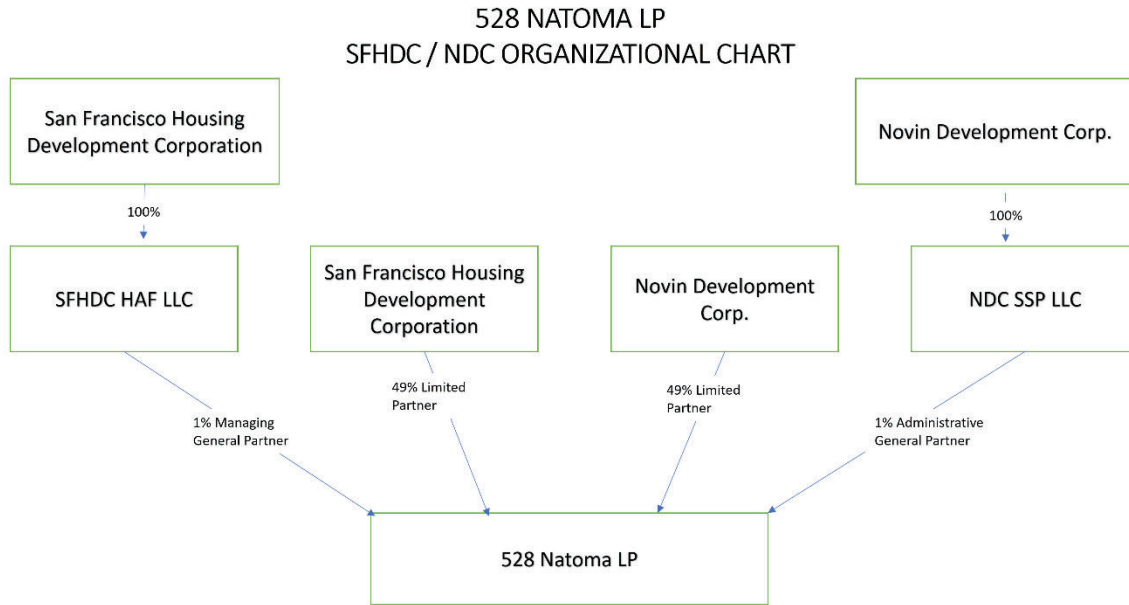 528 NATOMA LP
SFHDC / NDC ORGANIZATIONAL CHART
San Francisco Housing
Development Corporation
Novin Development Corp.
100%
100%
SFHDC HAF LLC
San Francisco Housing
Development
Corporation
Novin Development
Corp.
NDC SSP LLC
49% Limited
Partner
49% Limited
Partner
1% Managing
General Partner
1% Administrative
General Partner
528 Natoma LP